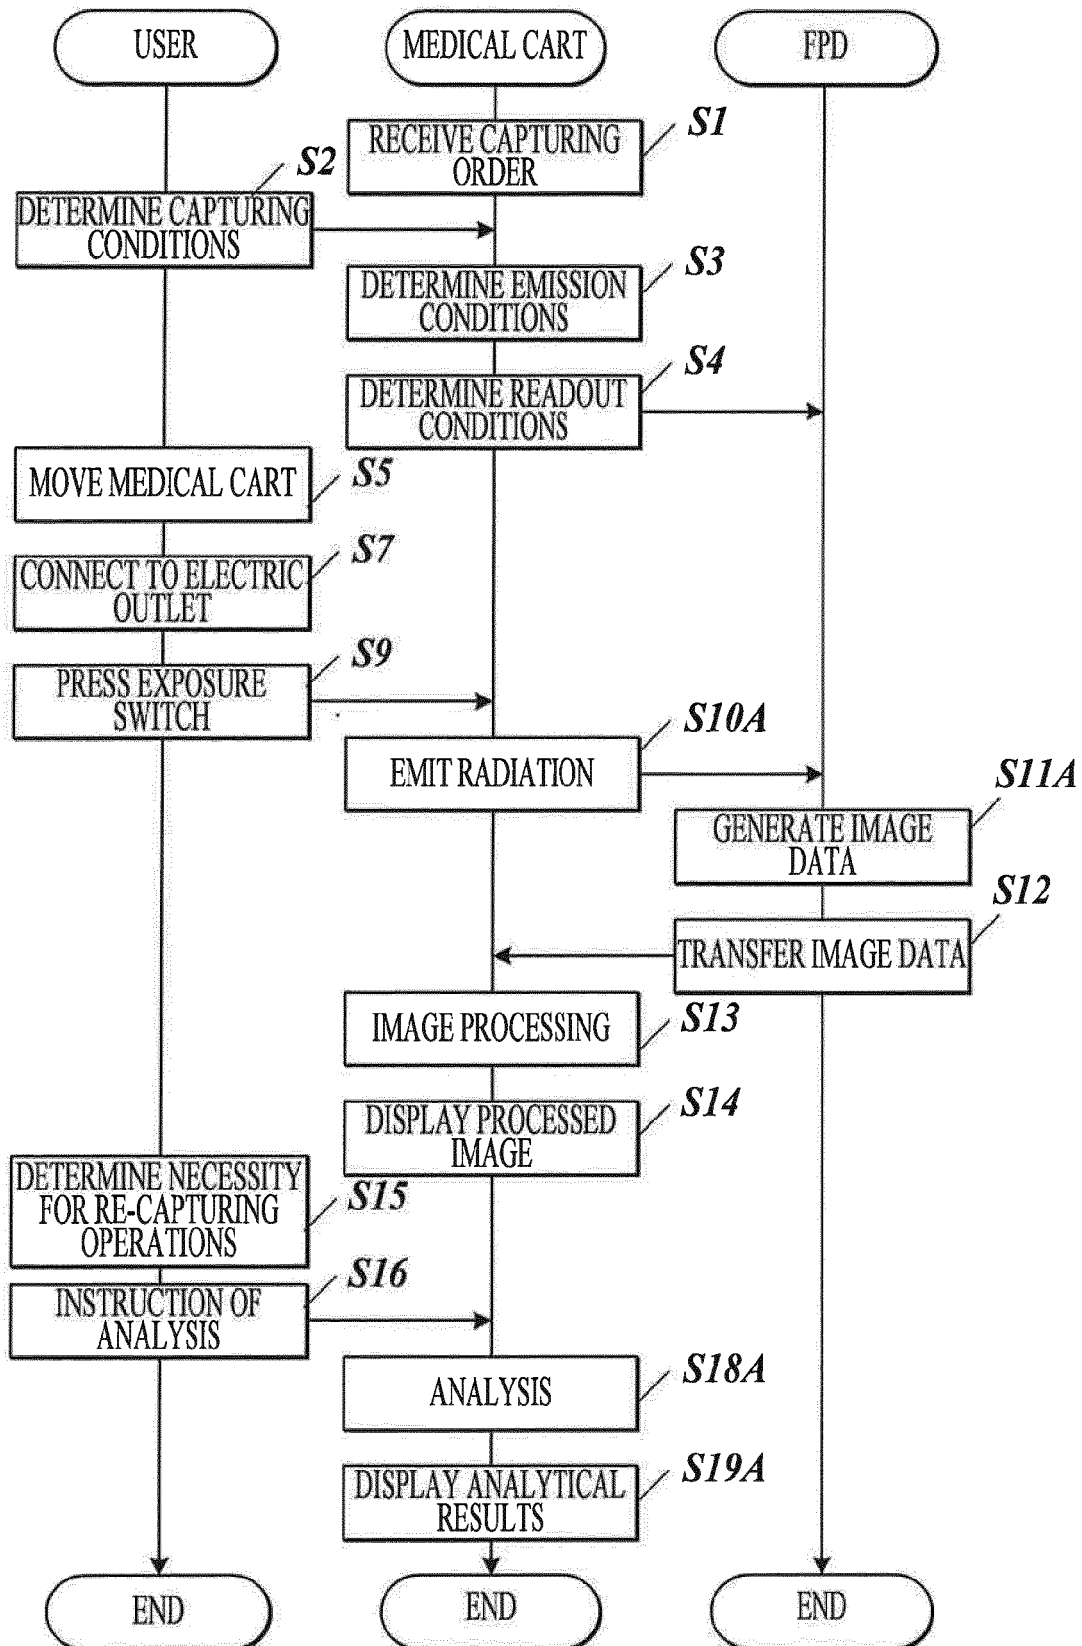 USER
MEDICAL CART
FPD
S1
RECEIVE CAPTURING
ORDER
S2
DETERMINE CAPTURING
CONDITIONS
S3
DETERMINE EMISSION
CONDITIONS
S4
DETERMINE READOUT
CONDITIONS
MOVE MEDICAL CART
S5
CONNECT TO ELECTRIC
OUTLET
S7
PRESS EXPOSURE
SWITCH
S9
S10A
EMIT RADIATION
S11A
GENERATE IMAGE
DATA
S12
TRANSFER IMAGE DATA
IMAGE PROCESSING
S13
DISPLAY PROCESSED
IMAGE
S14
DETERMINE NECESSITY
FOR RE-CAPTURING
OPERATIONS
S15
INSTRUCTION OF
ANALYSIS
S16
ANALYSIS
S18A
DISPLAY ANALYTICAL
RESULTS
S19A
END
END
END